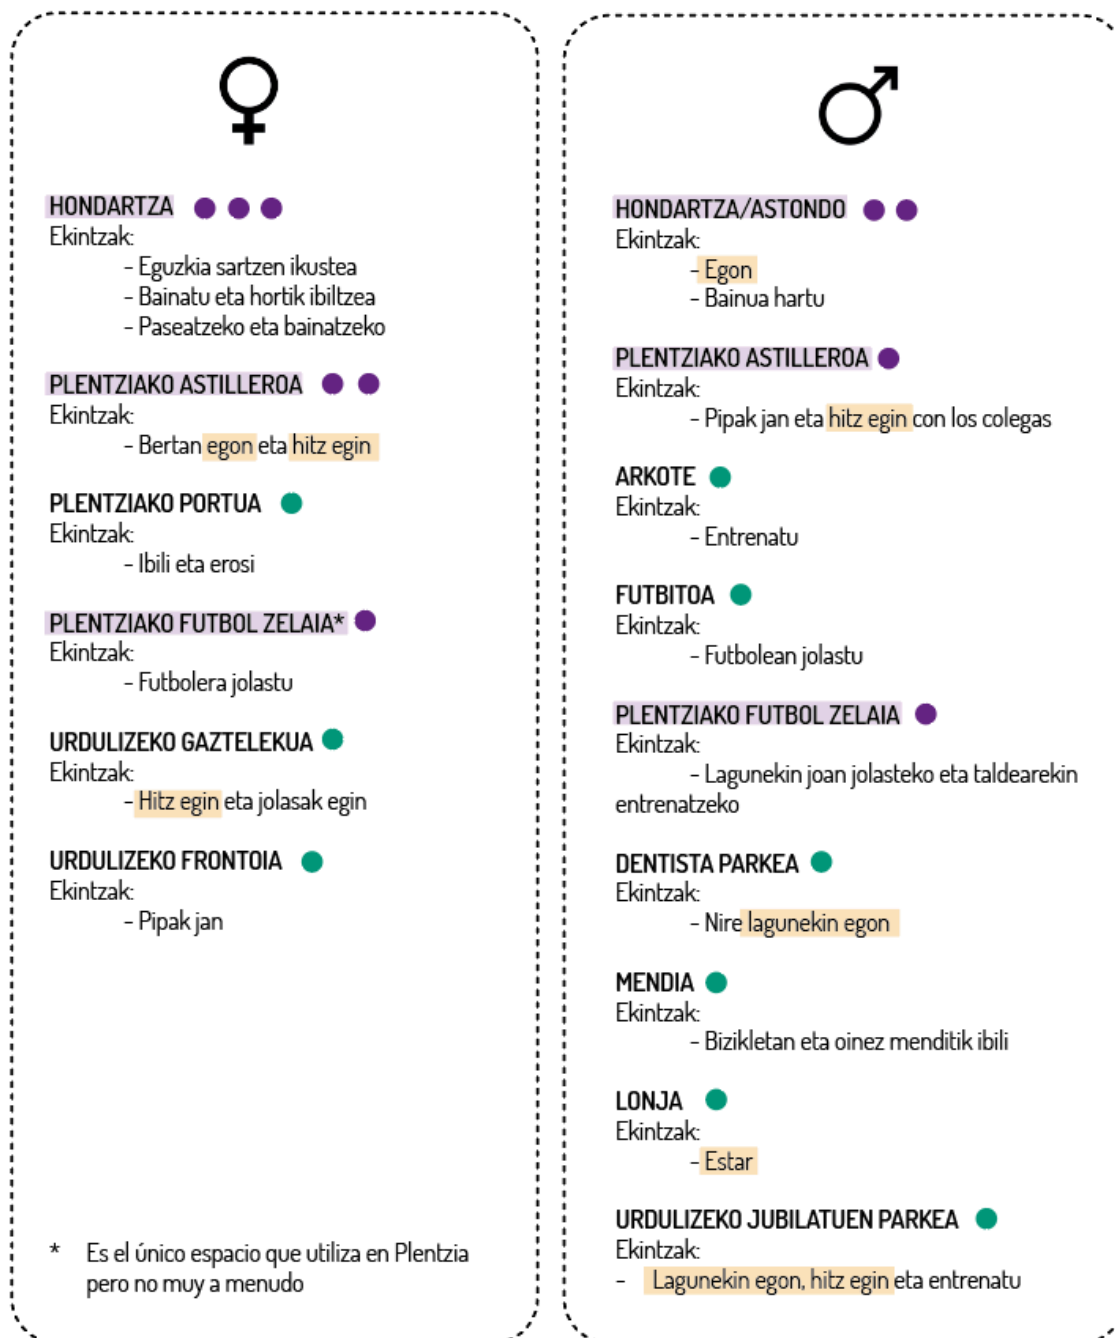 HONDARTZA
Ekintzak:
- Eguzkia sartzen ikustea
- Bainatu eta hortik ibiltzea
- Paseatzeko eta bainatzeko
PLENTZIAKO ASTILLEROA
Ekintzak:
- Bertan egon eta hitz egin
PLENTZIAKO PORTUA
Ekintzak:
- Ibili eta erosi
PLENTZIAKO FUTBOL ZELAIA*
Ekintzak:
- Futbolera jolastu
URDULIZEKO GAZTELEKUA
Ekintzak:
- Hitz egin eta jolasak egin
URDULIZEKO FRONTOIA
Ekintzak:
- Pipak jan
* Es el único espacio que utiliza en Plentzia
pero no muy a menudo
HONDARTZA/ASTONDO
Ekintzak:
- Egon
- Bainua hartu
PLENTZIAKO ASTILLEROA
Ekintzak:
- Pipak jan eta hitz egin con los colegas
ARKOTE
Ekintzak:
- Entrenatu
FUTBITOA
Ekintzak:
- Futbolean jolastu
PLENTZIAKO FUTBOL ZELAIA
Ekintzak:
- Lagunekin joan jolasteko eta taldearekin
entrenatzeko
DENTISTA PARKEA
Ekintzak:
- Nire lagunekin egon
MENDIA
Ekintzak:
- Bizikletan eta oinez menditik ibili
LONJA
Ekintzak:
- Estar
URDULIZEKO JUBILATUEN PARKEA
Ekintzak:
- Lagunekin egon, hitz egin eta entrenatu